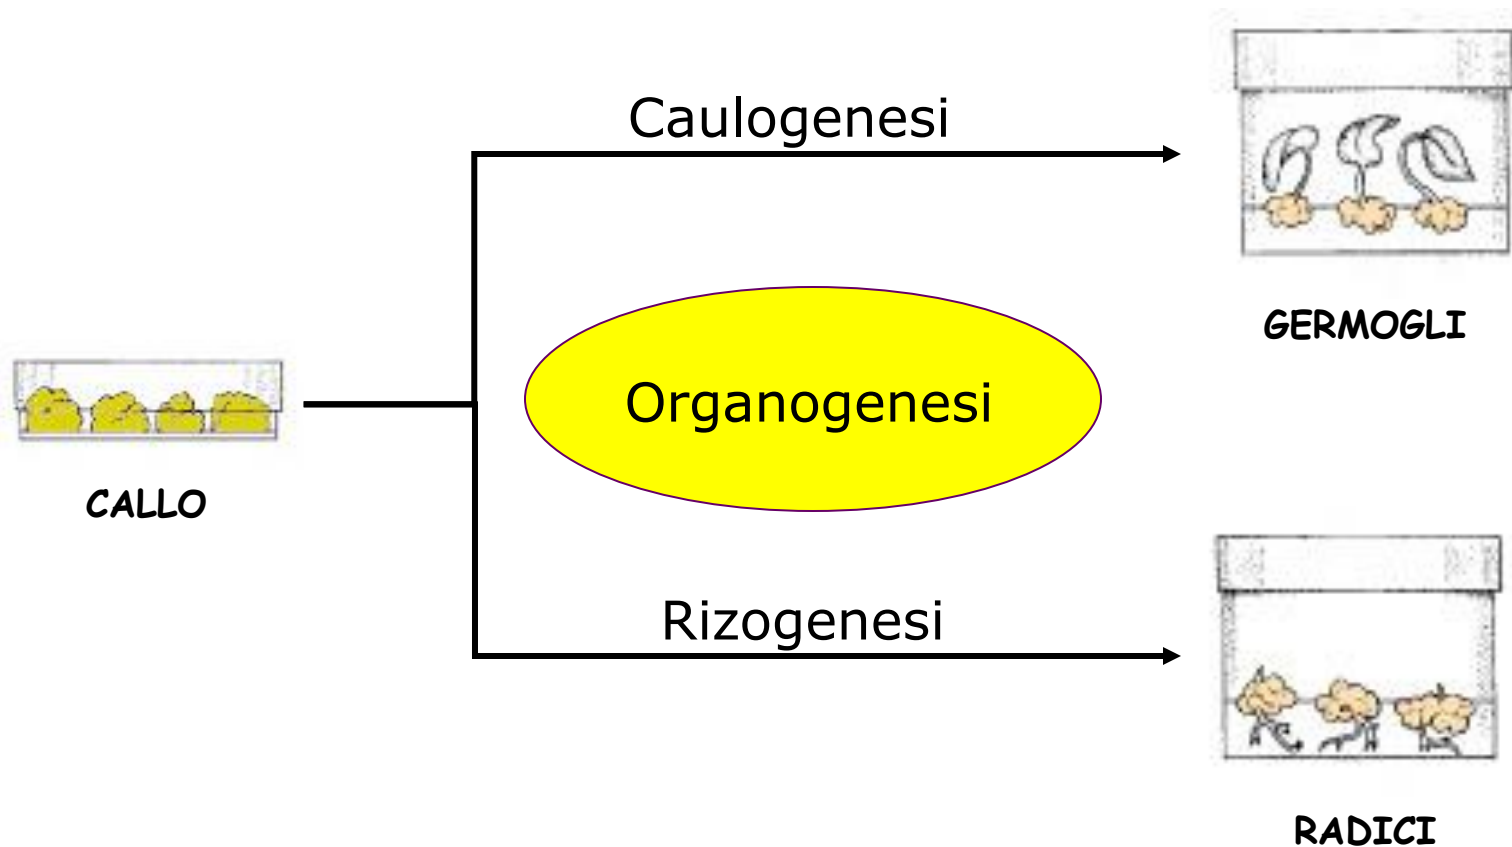 Caulogenesi
GERMOGLI
Organogenesi
CALLO
Rizogenesi
RADICI